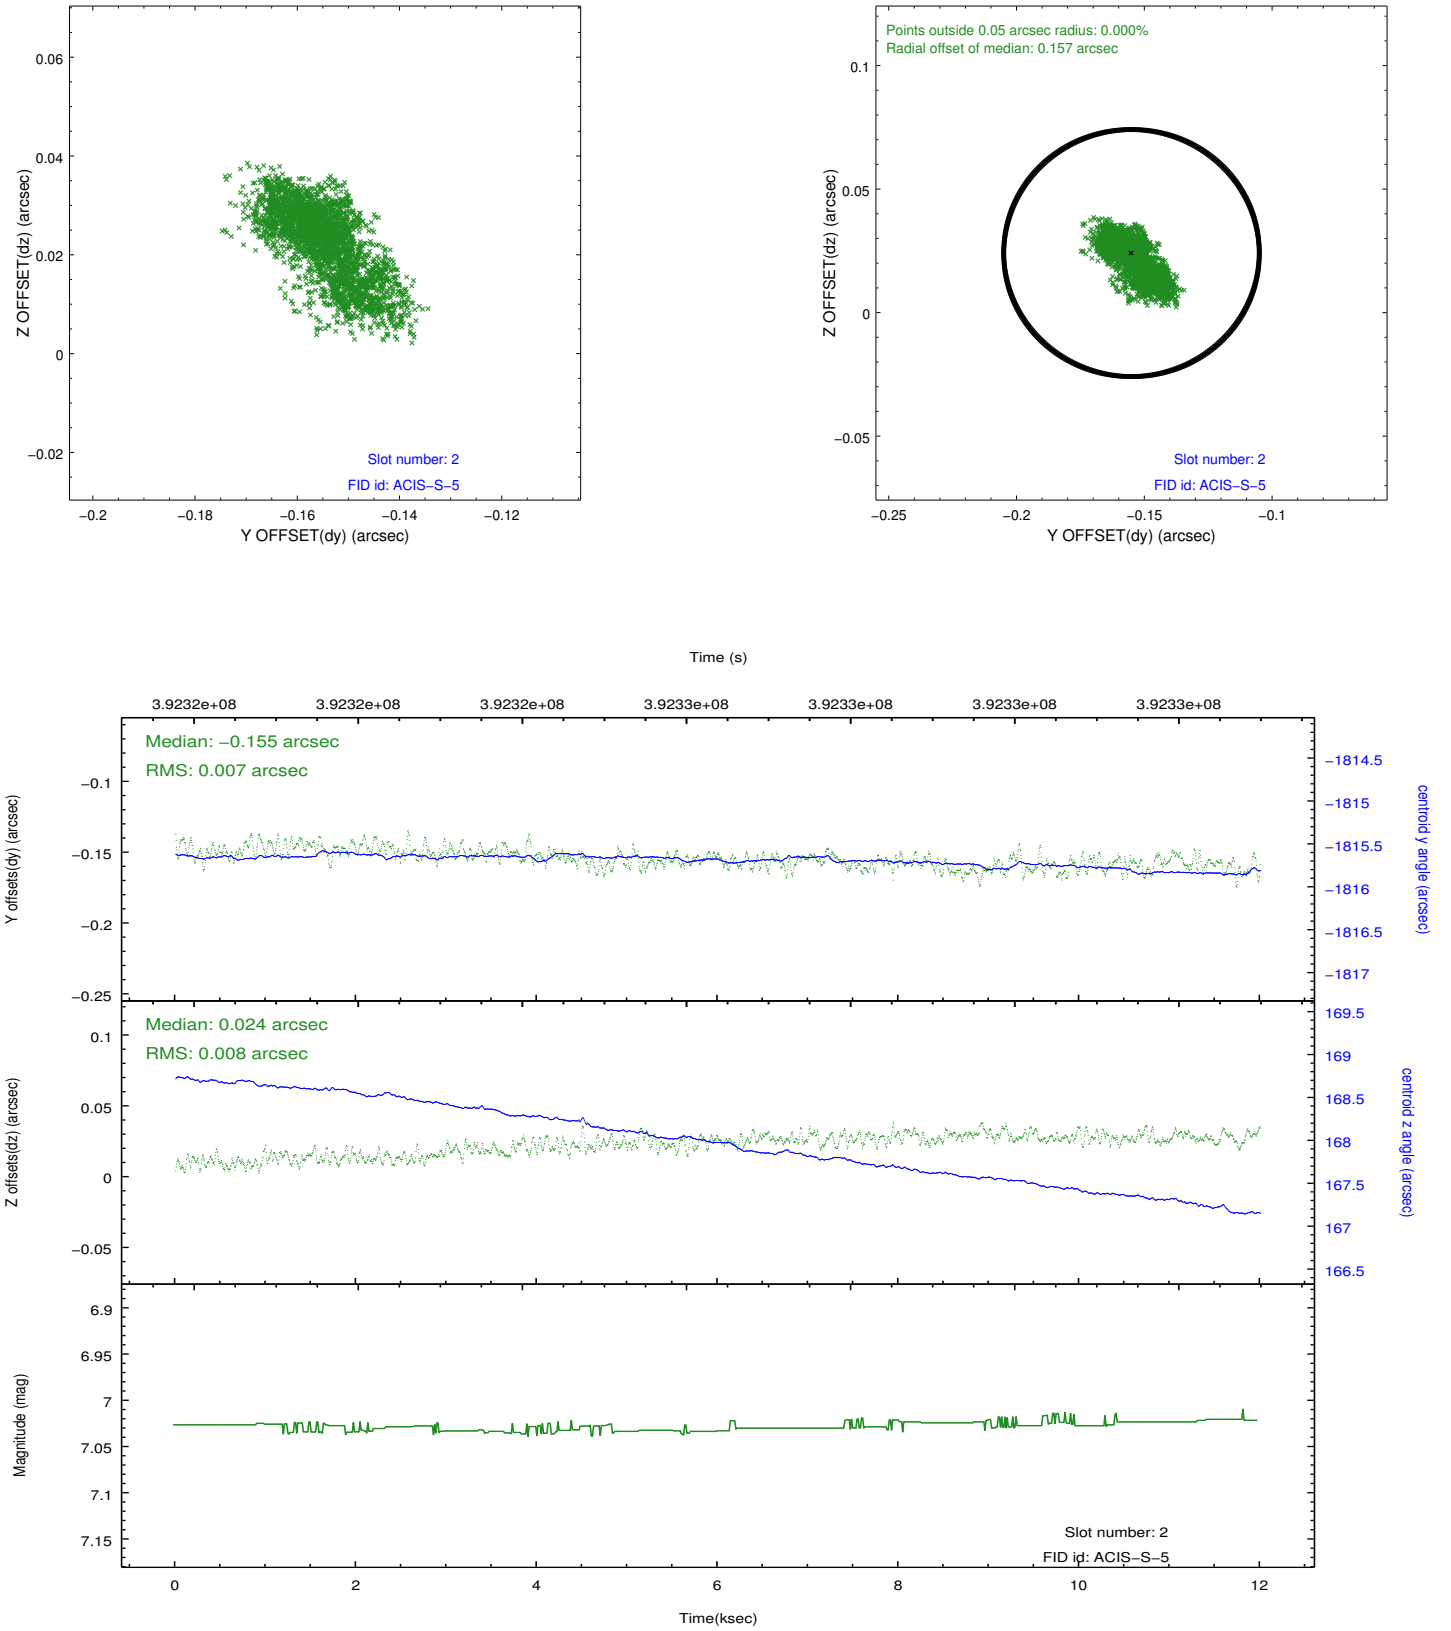 0.06
0.04
0.02
0
−0.02
Z OFFSET(dz) (arcsec)
Slot number: 2
FID id: ACIS−S−5
−0.2 −0.18 −0.16 −0.14 −0.12
Y OFFSET(dy) (arcsec)
Points outside 0.05 arcsec radius: 0.000%
Radial offset of median: 0.157 arcsec
0.1
0.05
0
−0.05
Z OFFSET(dz) (arcsec)
Slot number: 2
FID id: ACIS−S−5
−0.25 −0.2 −0.15 −0.1
Y OFFSET(dy) (arcsec)
Time (s)
3.9232e+08 3.9232e+08 3.9232e+08 3.9233e+08 3.9233e+08 3.9233e+08 3.9233e+08
Median: −0.155 arcsec
RMS: 0.007 arcsec
−0.1
−0.15
−0.2
−0.25
Y offsets(dy) (arcsec)
−1814.5
−1815
−1815.5
−1816
−1816.5
−1817
centroid y angle (arcsec)
Median: 0.024 arcsec
RMS: 0.008 arcsec
0.1
0.05
0
−0.05
Z offsets(dz) (arcsec)
169.5
169
168.5
168
167.5
167
166.5
centroid z angle (arcsec)
6.9
6.95
7
7.05
7.1
7.15
Magnitude (mag)
Slot number: 2
FID id: ACIS−S−5
0 2 4 6 8 10 12
Time(ksec)